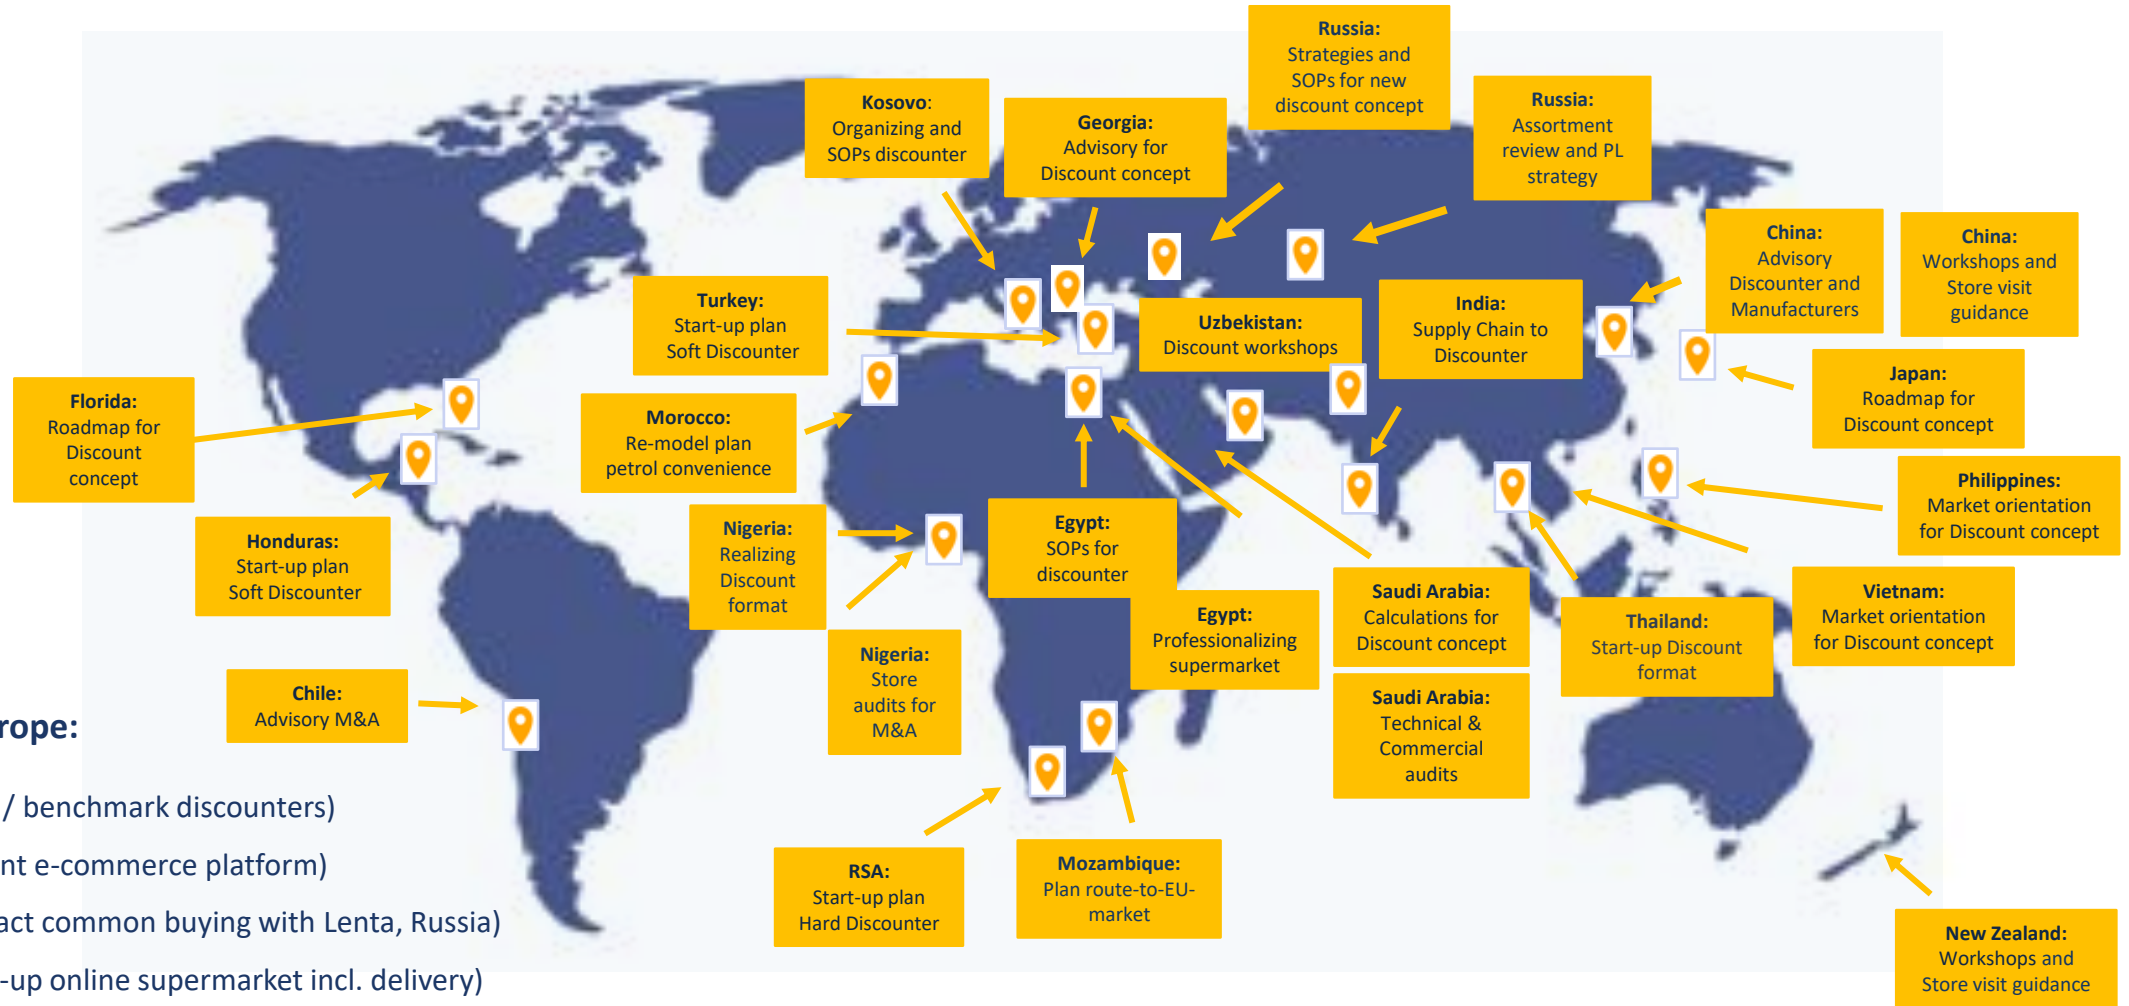 Russia:
Strategies and
SOPs for new
discount concept
Russia:
Assortment
review and PL
strategy
Kosovo:
Organizing and
SOPs discounter
Georgia:
Advisory for
Discount concept
China:
Advisory
Discounter and
Manufacturers
China:
Workshops and
Store visit
guidance
Turkey:
Start-up plan
Soft Discounter
Uzbekistan:
Discount workshops
India:
Supply Chain to
Discounter
Florida:
Roadmap for
Discount
concept
Morocco:
Re-model plan
petrol convenience
Japan:
Roadmap for
Discount concept
Philippines:
Market orientation
for Discount concept
Honduras:
Start-up plan
Soft Discounter
Nigeria:
Realizing
Discount
format
Egypt:
SOPs for
discounter
Egypt:
Professionalizing
supermarket
Saudi Arabia:
Calculations for
Discount concept
Thailand:
Start-up Discount
format
Vietnam:
Market orientation
for Discount concept
Nigeria:
Store
audits for
M&A
Chile:
Advisory M&A
Saudi Arabia:
Technical &
Commercial
audits
RSA:
Start-up plan
Hard Discounter
Mozambique:
Plan route-to-EU-
market
New Zealand:
Workshops and
Store visit guidance
rope:
/ benchmark discounters)
nt e-commerce platform)
act common buying with Lenta, Russia)
-up online supermarket incl. delivery)